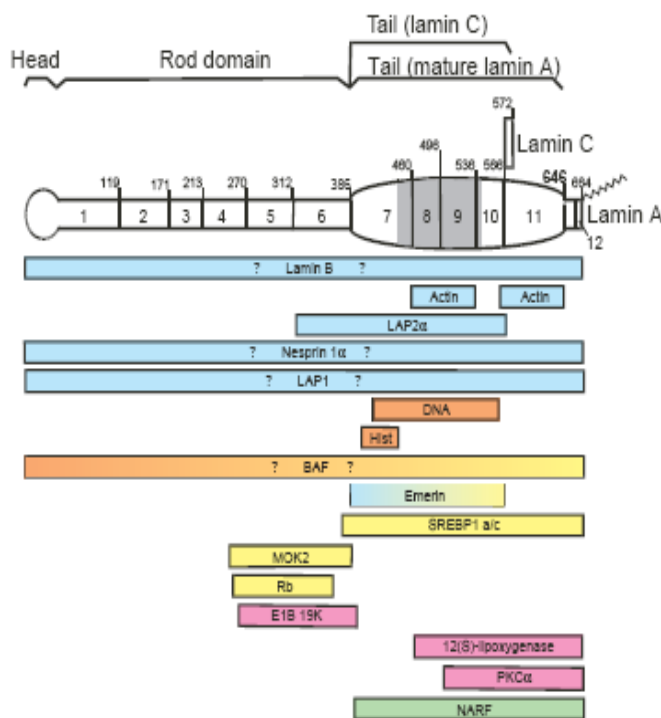 Tail (lamin C)
Head Rod domain Tail (mature lamin A)
572
Lamin C
119 171 213 270 312 386 460 496 536 566 646 664
1 2 3 4 5 6 7 8 9 10 11 Lamin A
12
? Lamin B ?
Actin Actin
LAP2α
? Nesprin 1α ?
? LAP1 ?
DNA
Hist
? BAF ?
Emerin
SREBP1 a/c
MOK2
Rb
E1B 19K
12(S)-lipoxygenase
PKCα
NARF